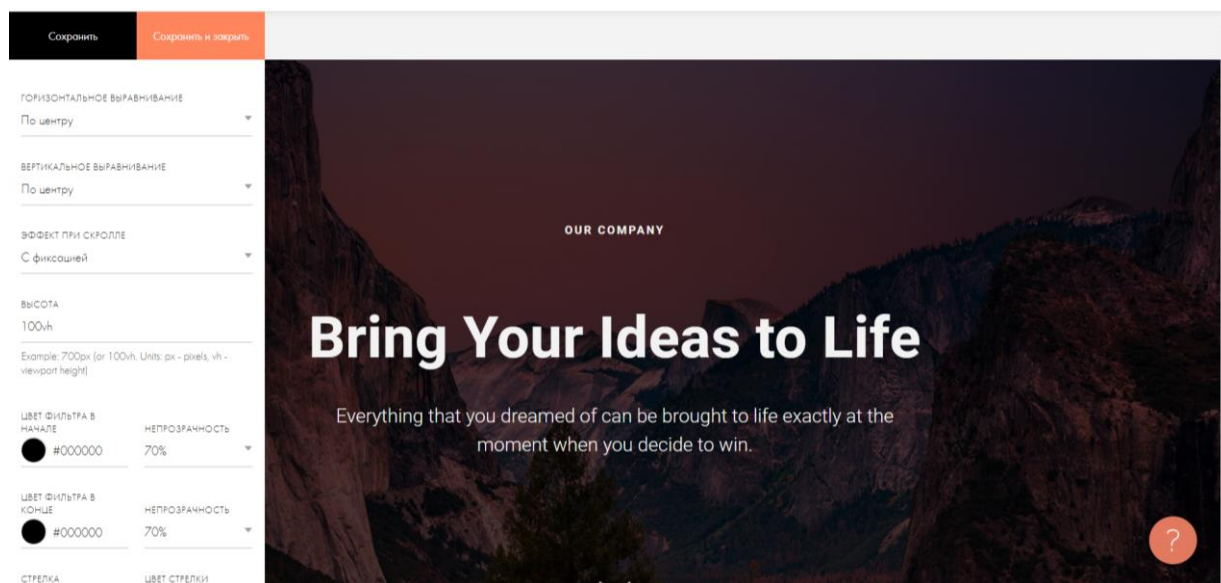 Сохранить
Сохранить и закрыть
ГОРИЗОНТАЛЬНОЕ ВЫРАВНИВАНИЕ
По центру
ВЕРТИКАЛЬНОЕ ВЫРАВНИВАНИЕ
По центру
ЭФФЕКТ ПРИ СКРОЛЛЕ
С фиксацией
ВЫСОТА
100vh
Example: 700px (or 100vh. Units: px - pixels, vh -
viewport height)
ЦВЕТ ФИЛЬТРА В
НАЧАЛЕ
НЕПРОЗРАЧНОСТЬ
#000000
70%
ЦВЕТ ФИЛЬТРА В
КОНЦЕ
НЕПРОЗРАЧНОСТЬ
#000000
70%
СТРЕЛКА
ЦВЕТ СТРЕЛКИ
OUR COMPANY
Bring Your Ideas to Life
Everything that you dreamed of can be brought to life exactly at the
moment when you decide to win.
?